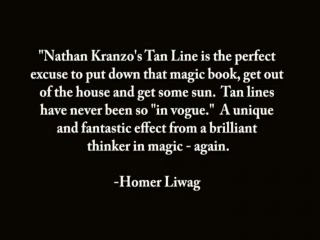 "Nathan Kranzo's Tan Line is the perfect
excuse to put down that magic book, get out
of the house and get some sun.  Tan lines
have never been so "in vogue."  A unique
and fantastic effect from a brilliant
thinker in magic - again.
-Homer Liwag